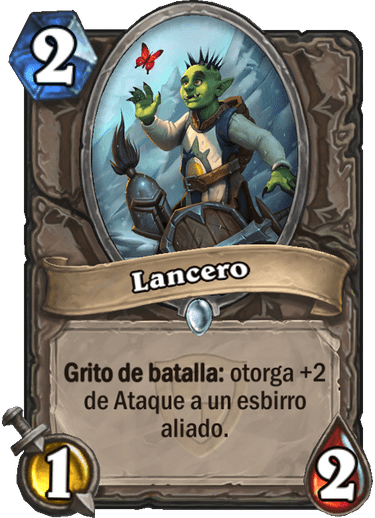 2
Lancero
Grito de batalla: otorga +2
de Ataque a un esbirro
aliado.
1
2